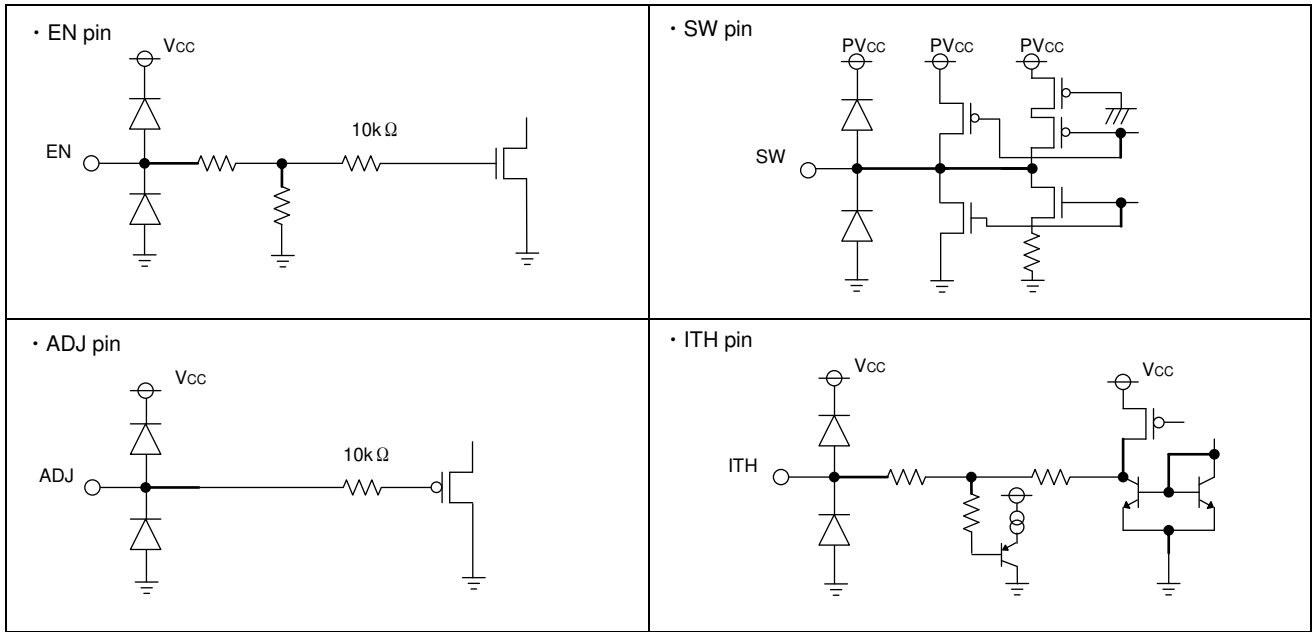 ・EN pin
VCC
10kΩ
EN
・SW pin
PVCC PVCC PVCC
SW
・ADJ pin
VCC
10kΩ
ADJ
・ITH pin
VCC
VCC
ITH